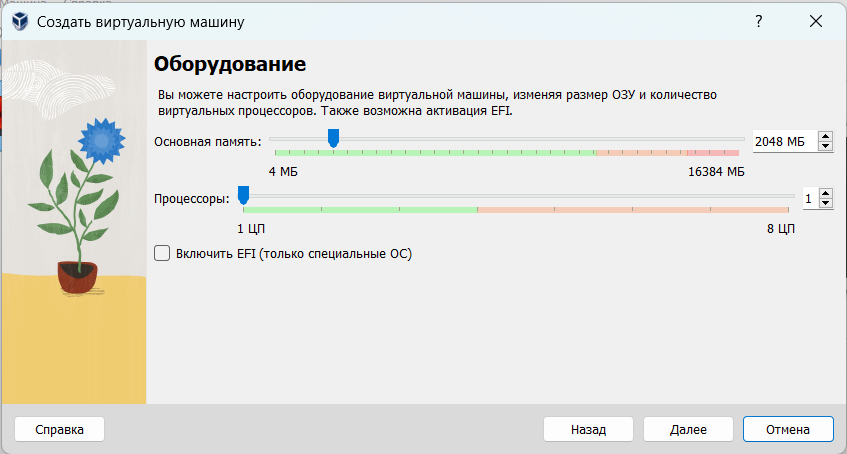 Создать виртуальную машину
?
Оборудование
Вы можете настроить оборудование виртуальной машины, изменяя размер ОЗУ и количество
виртуальных процессоров. Также возможна активация EFI.
Основная память:
2048 МБ
4 МБ
16384 МБ
Процессоры:
1
1 ЦП
8 ЦП
Включить EFI (только специальные ОС)
Справка
Назад
Далее
Отмена